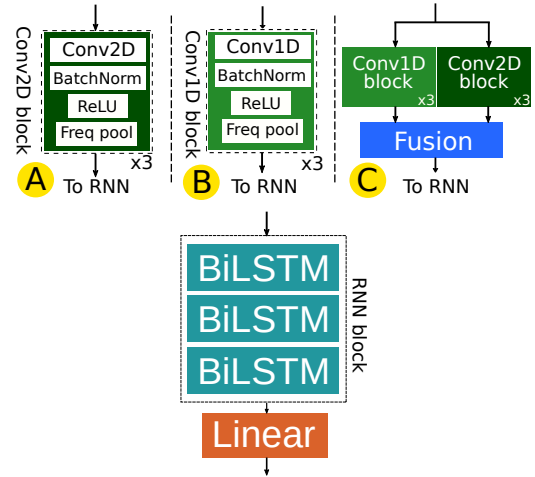 Conv2D block
Conv2D
BatchNorm
ReLU
Freq pool
x3
A
To RNN
Conv1D block
Conv1D
BatchNorm
ReLU
Freq pool
x3
B
To RNN
Conv1D
block
x3
Conv2D
block
x3
Fusion
C
To RNN
BiLSTM
BiLSTM
BiLSTM
RNN block
Linear